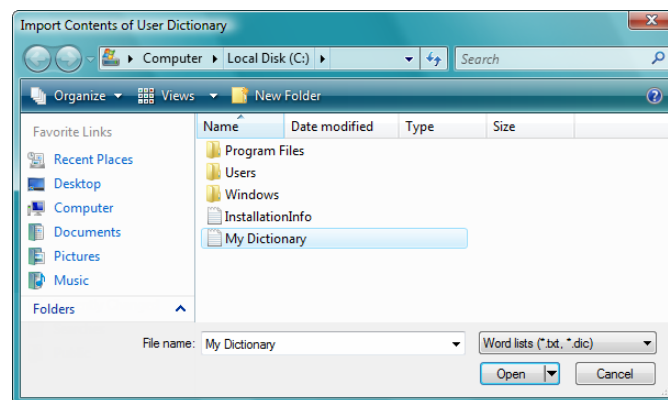 Import Contents of User Dictionary
Computer Local Disk (C:) Search
Organize Views New Folder
Favorite Links
Recent Places
Desktop
Computer
Documents
Pictures
Music
Folders
Name Date modified Type Size
Program Files
Users
Windows
InstallationInfo
My Dictionary
File name: My Dictionary Word lists (*.txt, *.dic)
Open Cancel